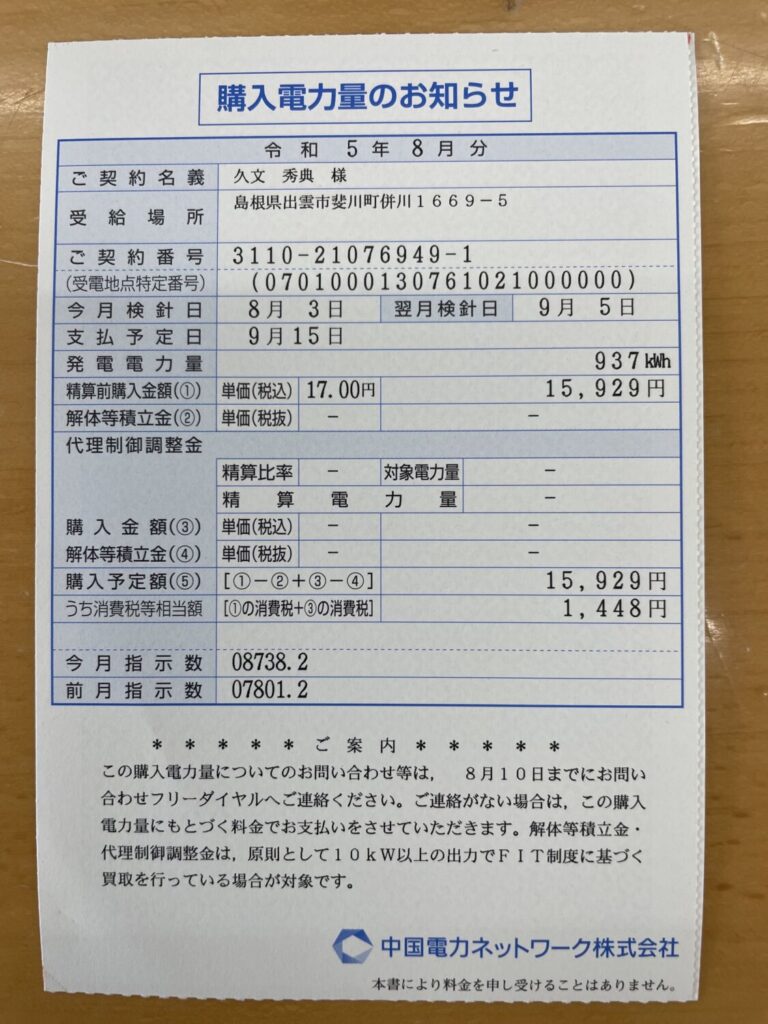 購入電力量のお知らせ
令和 5年 8月分
ご契約名義 久文 秀典 様
受給場所 島根県出雲市斐川町併川1669-5
ご契約番号 3110-21076949-1
(受電地点特定番号) (0701000130761021000000)
今月検針日 8月 3日 翌月検針日 9月 5日
支払予定日 9月15日
発電電力量 937kWh
精算前購入金額(①) 単価(税込) 17.00円 15,929円
解体等積立金(②) 単価(税抜) − −
代理制御調整金
精算比率 − 対象電力量 −
精算電力量 −
購入金額(③) 単価(税込) − −
解体等積立金(④) 単価(税抜) − −
購入予定額(⑤) [①−②+③−④] 15,929円
うち消費税等相当額 [①の消費税+③の消費税] 1,448円
今月指示数 08738.2
前月指示数 07801.2
* * * * * ご案内 * * * * *
この購入電力量についてのお問い合わせ等は, 8月10日までにお問い
合わせフリーダイヤルへご連絡ください。ご連絡がない場合は,この購入
電力量にもとづく料金でお支払いをさせていただきます。解体等積立金・
代理制御調整金は,原則として10kW以上の出力でFIT制度に基づく
買取を行っている場合が対象です。
中国電力ネットワーク株式会社
本書により料金を申し受けることはありません。